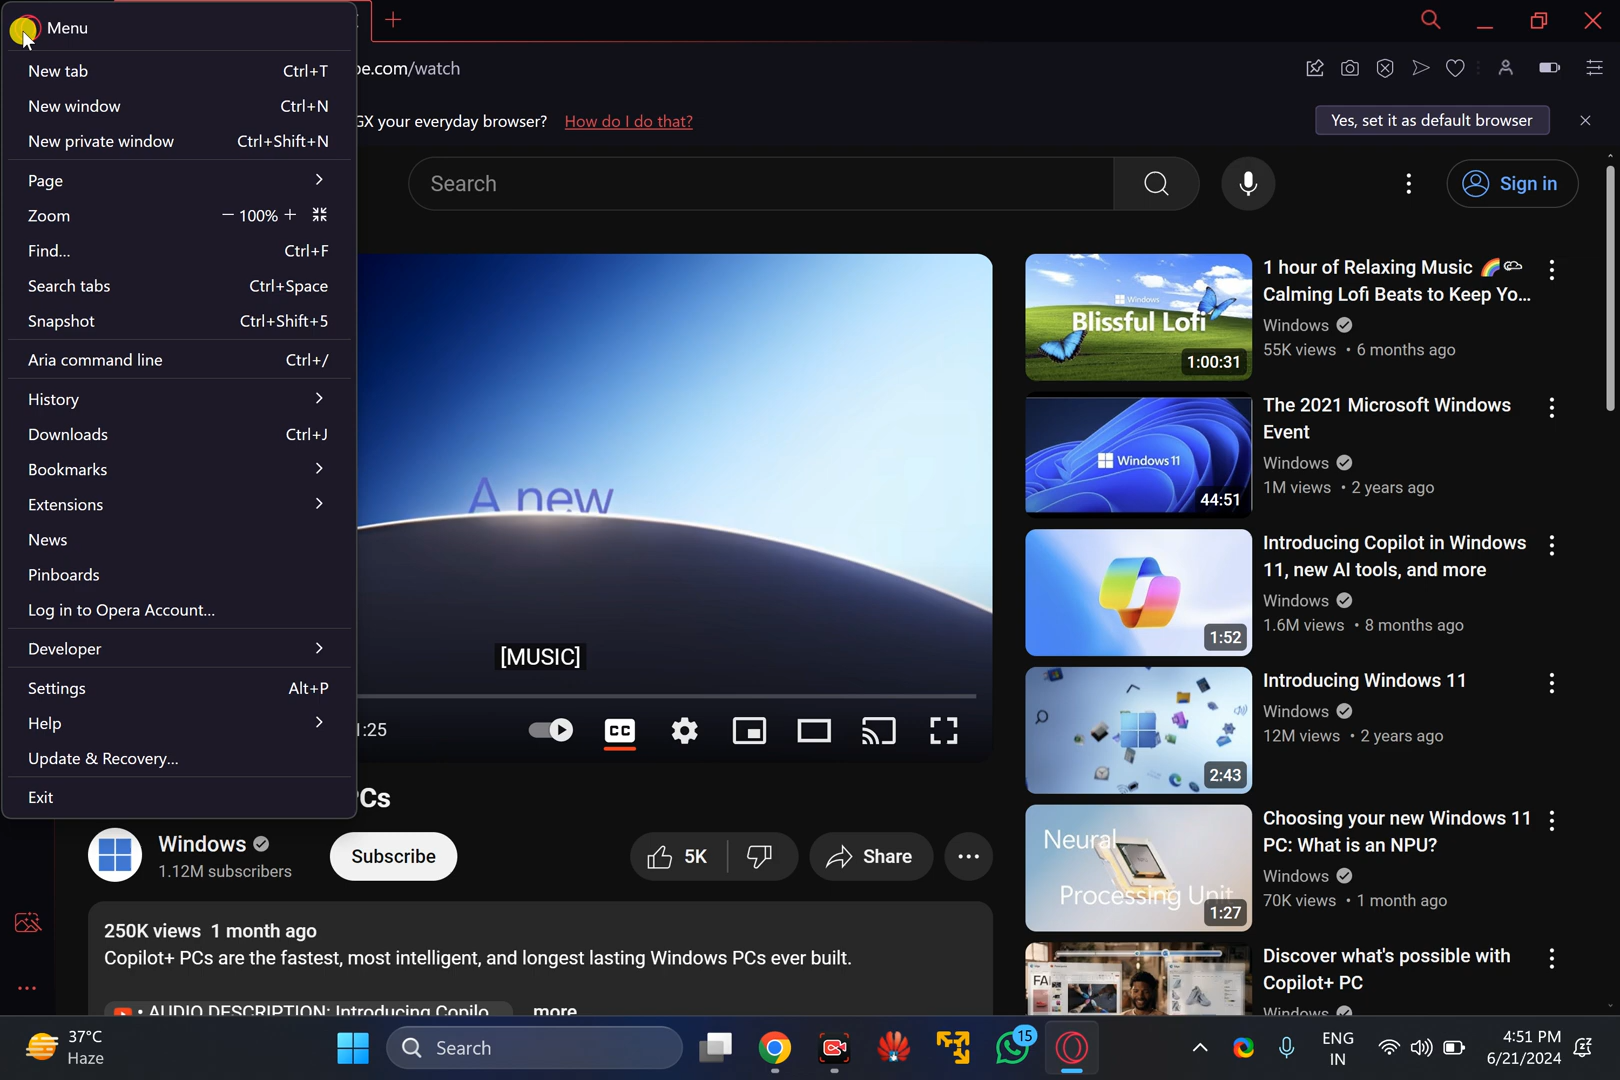 Menu
New tab Ctrl+T
New window Ctrl+N
New private window Ctrl+Shift+N
Page
Zoom − 100% +
Find... Ctrl+F
Search tabs Ctrl+Space
Snapshot Ctrl+Shift+5
Aria command line Ctrl+/
History
Downloads Ctrl+J
Bookmarks
Extensions
News
Pinboards
Log in to Opera Account...
Developer
Settings Alt+P
Help
Update & Recovery...
Exit
be.com/watch
GX your everyday browser? How do I do that?
Yes, set it as default browser
Search
Sign in
A new
[MUSIC]
1:25
CC
PCs
Windows
1.12M subscribers
Subscribe
5K
Share
250K views 1 month ago
Copilot+ PCs are the fastest, most intelligent, and longest lasting Windows PCs ever built.
• AUDIO DESCRIPTION: Introducing Copilo...
more
Windows
Blissful Lofi
1:00:31
1 hour of Relaxing Music 🌈🌥
Calming Lofi Beats to Keep Yo...
Windows
55K views • 6 months ago
Windows 11
44:51
The 2021 Microsoft Windows
Event
Windows
1M views • 2 years ago
1:52
Introducing Copilot in Windows
11, new AI tools, and more
Windows
1.6M views • 8 months ago
2:43
Introducing Windows 11
Windows
12M views • 2 years ago
Neural
Processing Unit
1:27
Choosing your new Windows 11
PC: What is an NPU?
Windows
70K views • 1 month ago
FA
Discover what's possible with
Copilot+ PC
Windows
37°C
Haze
Search
15
ENG
IN
4:51 PM
6/21/2024